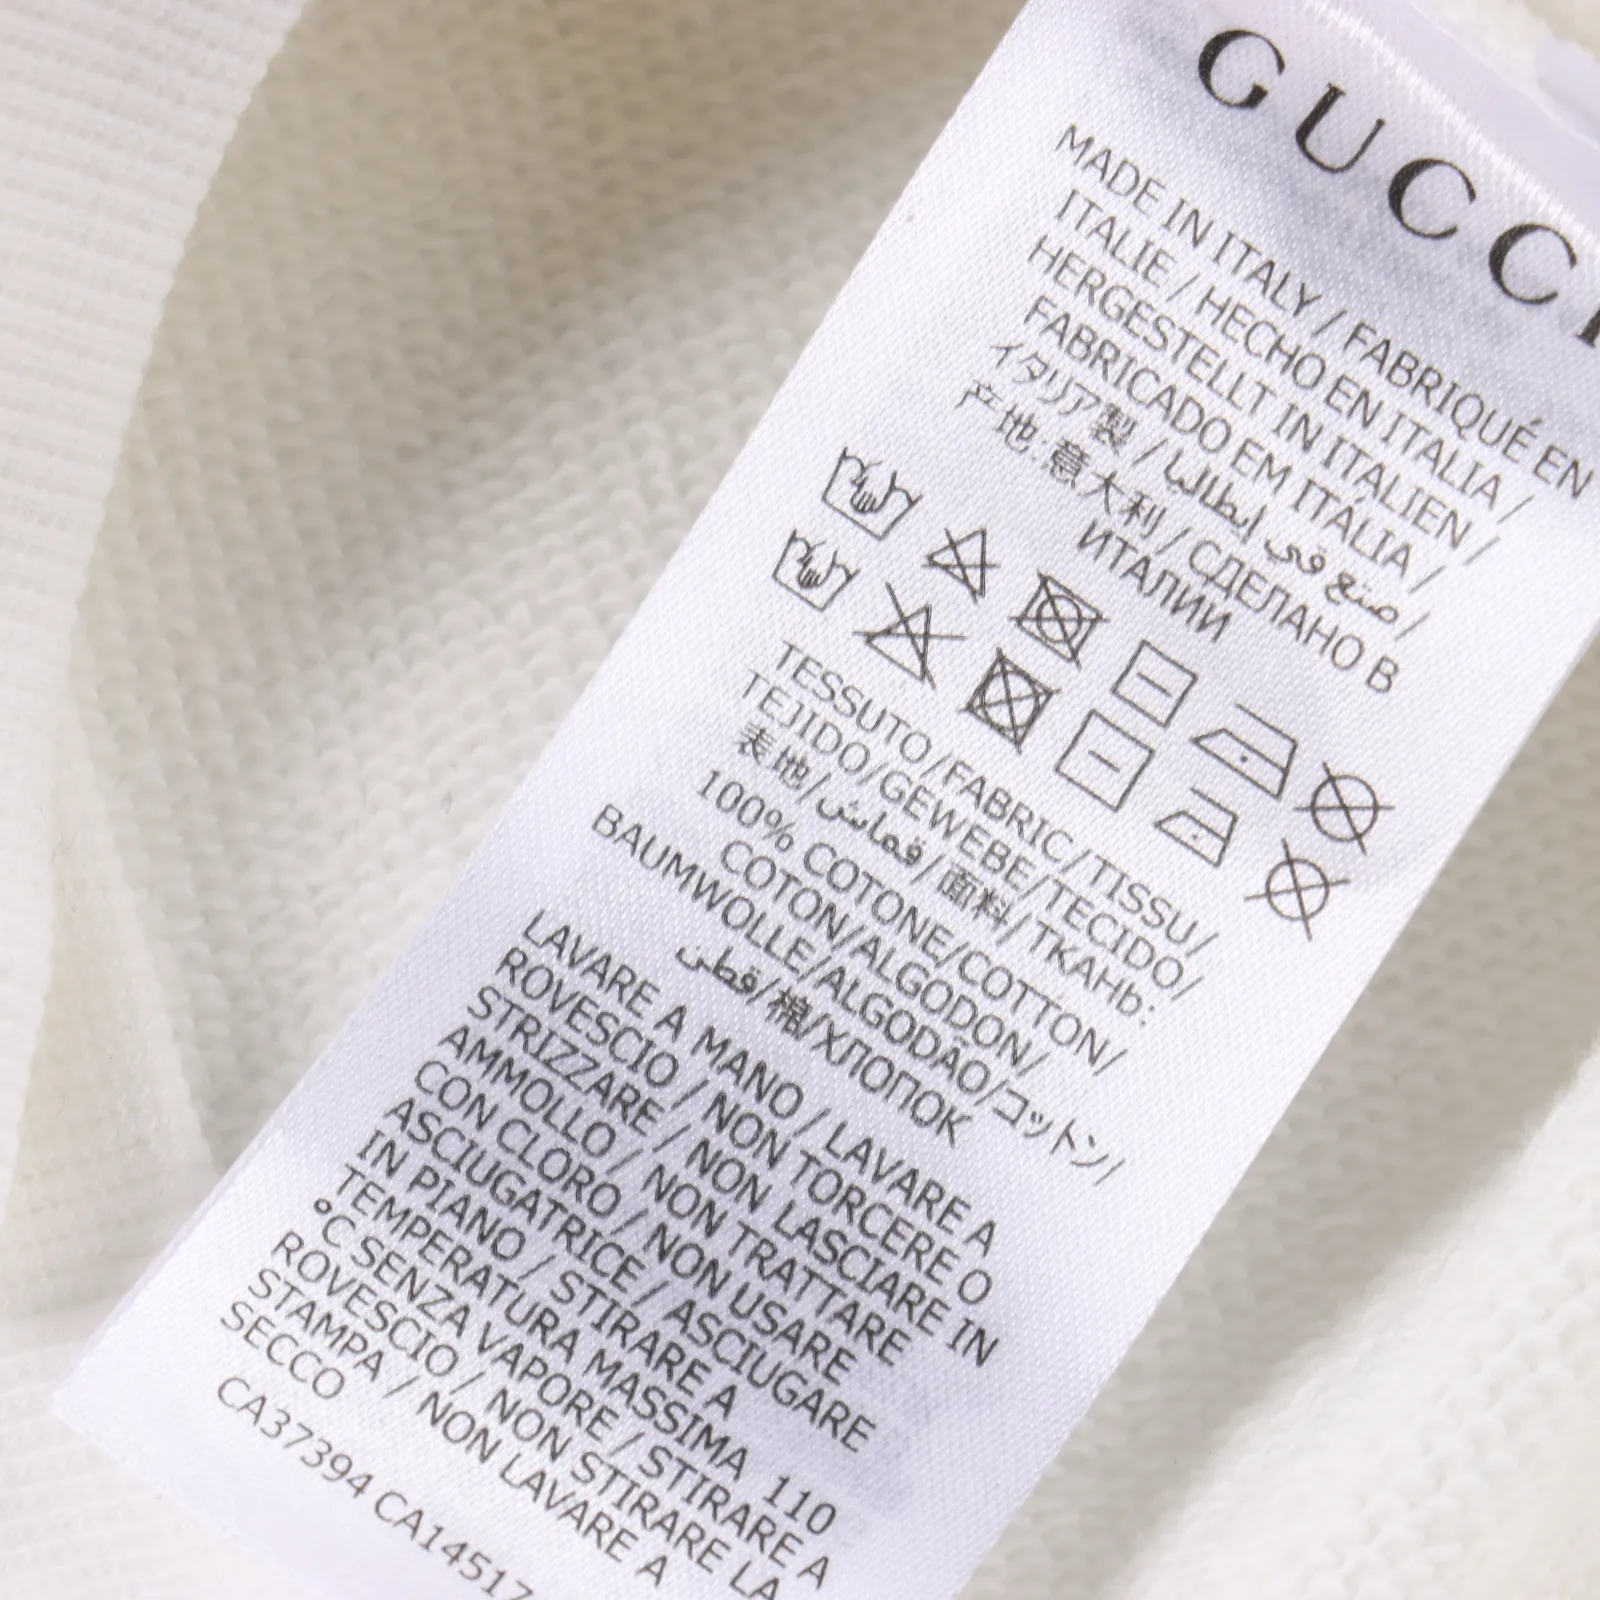 GUCCI
MADE IN ITALY / FABRIQUÉ EN
ITALIE / HECHO EN ITALIA /
HERGESTELLT IN ITALIEN /
FABRICADO EM ITÁLIA /
イタリア製 / صنع في إيطاليا /
产地:意大利 / СДЕЛАНО В
ИТАЛИИ
TESSUTO/FABRIC/TISSU/
TEJIDO/GEWEBE/TECIDO/
表地/قماش/面料/ТКАНЬ:
100% COTONE/COTTON/
COTON/ALGODON/
BAUMWOLLE/ALGODÃO/コットン/
قطن/棉/ХЛОПОК
LAVARE A MANO / LAVARE A
ROVESCIO / NON TORCERE O
STRIZZARE / NON LASCIARE IN
AMMOLLO / NON TRATTARE
CON CLORO / NON USARE
ASCIUGATRICE / ASCIUGARE
IN PIANO / STIRARE A
TEMPERATURA MASSIMA 110
°C SENZA VAPORE / STIRARE A
ROVESCIO / NON STIRARE LA
STAMPA / NON LAVARE A
SECCO
CA37394 CA14517